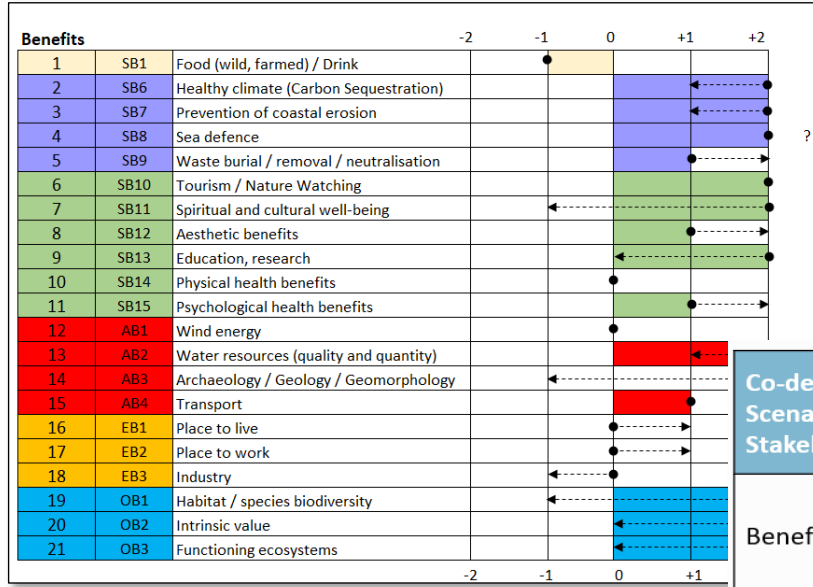 Benefits -2 -1 0 +1 +2
1 SB1 Food (wild, farmed) / Drink
2 SB6 Healthy climate (Carbon Sequestration)
3 SB7 Prevention of coastal erosion
4 SB8 Sea defence ?
5 SB9 Waste burial / removal / neutralisation
6 SB10 Tourism / Nature Watching
7 SB11 Spiritual and cultural well-being
8 SB12 Aesthetic benefits
9 SB13 Education, research
10 SB14 Physical health benefits
11 SB15 Psychological health benefits
12 AB1 Wind energy
13 AB2 Water resources (quality and quantity)
14 AB3 Archaeology / Geology / Geomorphology
15 AB4 Transport
16 EB1 Place to live
17 EB2 Place to work
18 EB3 Industry
19 OB1 Habitat / species biodiversity
20 OB2 Intrinsic value
21 OB3 Functioning ecosystems
-2 -1 0 +1
Co-de
Scena
Stake
Benef